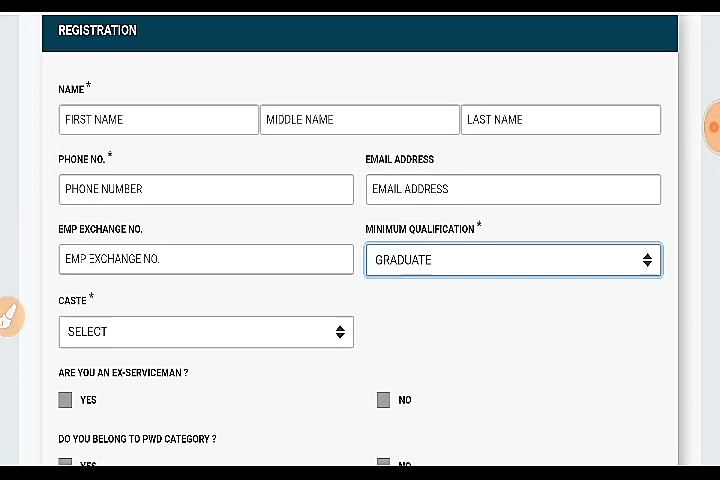 REGISTRATION
NAME *
FIRST NAME MIDDLE NAME LAST NAME
PHONE NO. * EMAIL ADDRESS
PHONE NUMBER EMAIL ADDRESS
EMP EXCHANGE NO. MINIMUM QUALIFICATION *
EMP EXCHANGE NO. GRADUATE
CASTE *
SELECT
ARE YOU AN EX-SERVICEMAN ?
YES NO
DO YOU BELONG TO PWD CATEGORY ?
YES NO